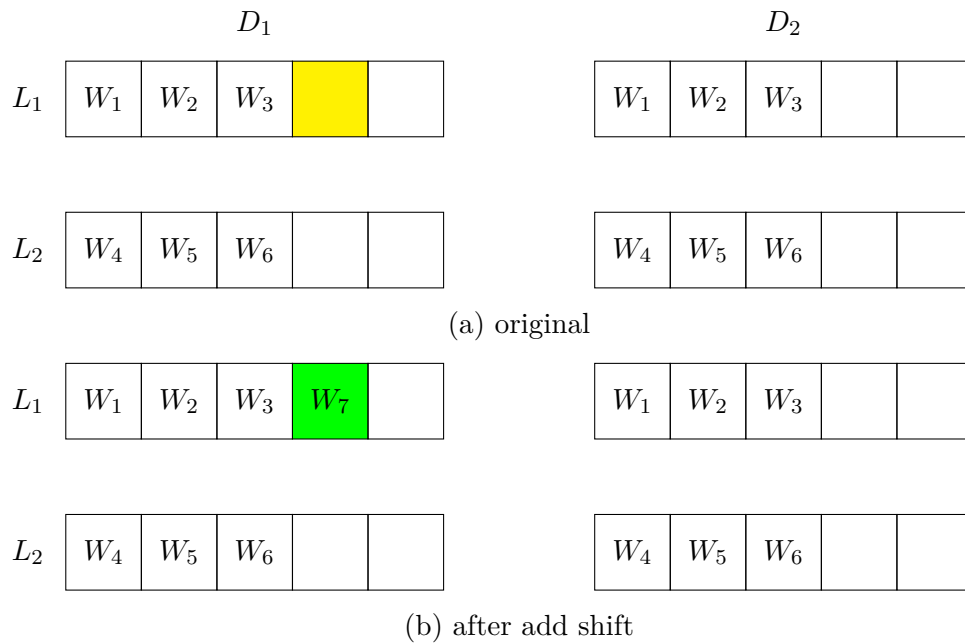 D₁ D₂
L₁ W₁ W₂ W₃ W₁ W₂ W₃
L₂ W₄ W₅ W₆ W₄ W₅ W₆
(a) original
L₁ W₁ W₂ W₃ W₇ W₁ W₂ W₃
L₂ W₄ W₅ W₆ W₄ W₅ W₆
(b) after add shift